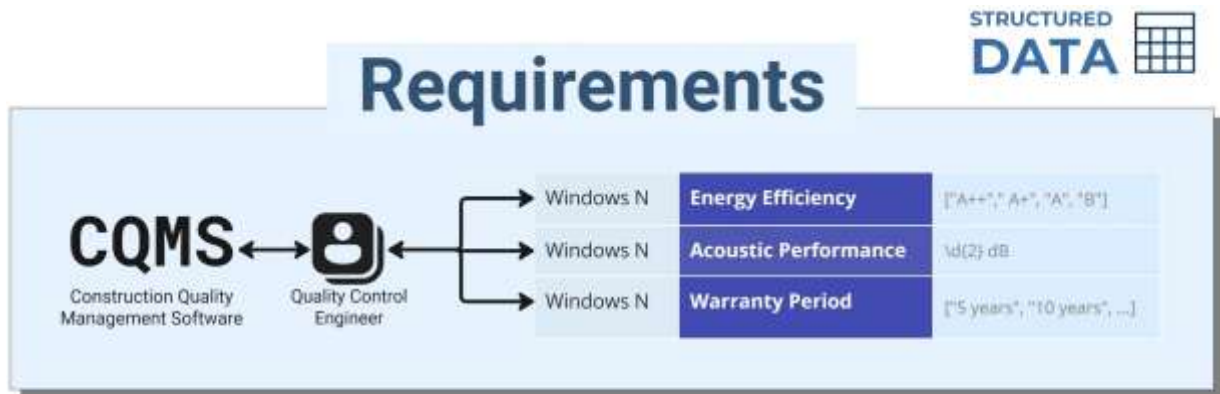 STRUCTURED
DATA
Requirements
CQMS
Construction Quality
Management Software
Quality Control
Engineer
Windows N Energy Efficiency ["A++"," A+", "A", "B"]
Windows N Acoustic Performance \d{2} dB
Windows N Warranty Period ["5 years", "10 years", ...]